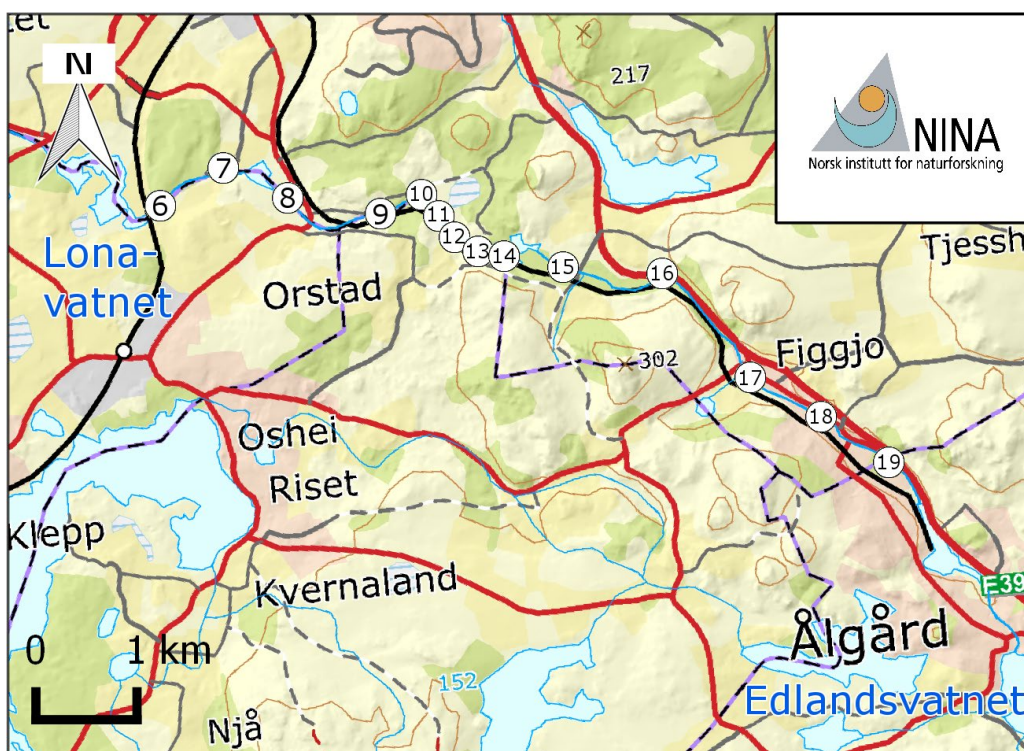 N
217
NINA
Norsk institutt for naturforskning
7
6
8
10
9
11
12
13
14
15
16
Tjessh
Lona-
vatnet
Orstad
302
Figgjo
17
18
19
Oshei
Riset
Klepp
Kvernaland
E39
Ålgård
0 1 km
152
Edlandsvatnet
Njå